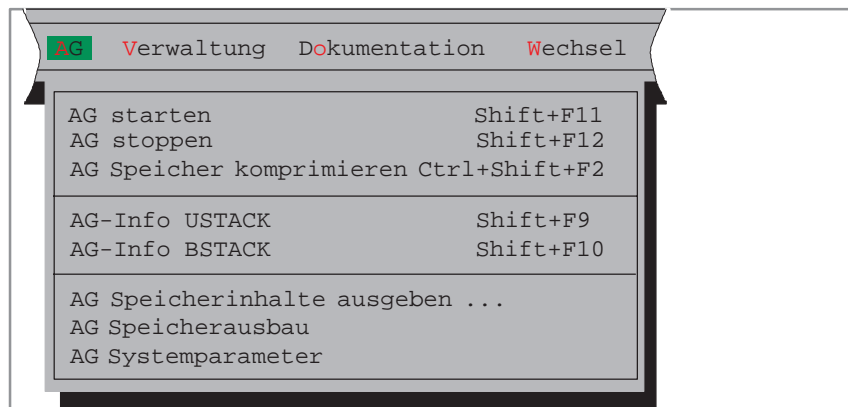 AG Verwaltung Dokumentation Wechsel
AG starten Shift+F11
AG stoppen Shift+F12
AG Speicher komprimieren Ctrl+Shift+F2
AG-Info USTACK Shift+F9
AG-Info BSTACK Shift+F10
AG Speicherinhalte ausgeben ...
AG Speicherausbau
AG Systemparameter